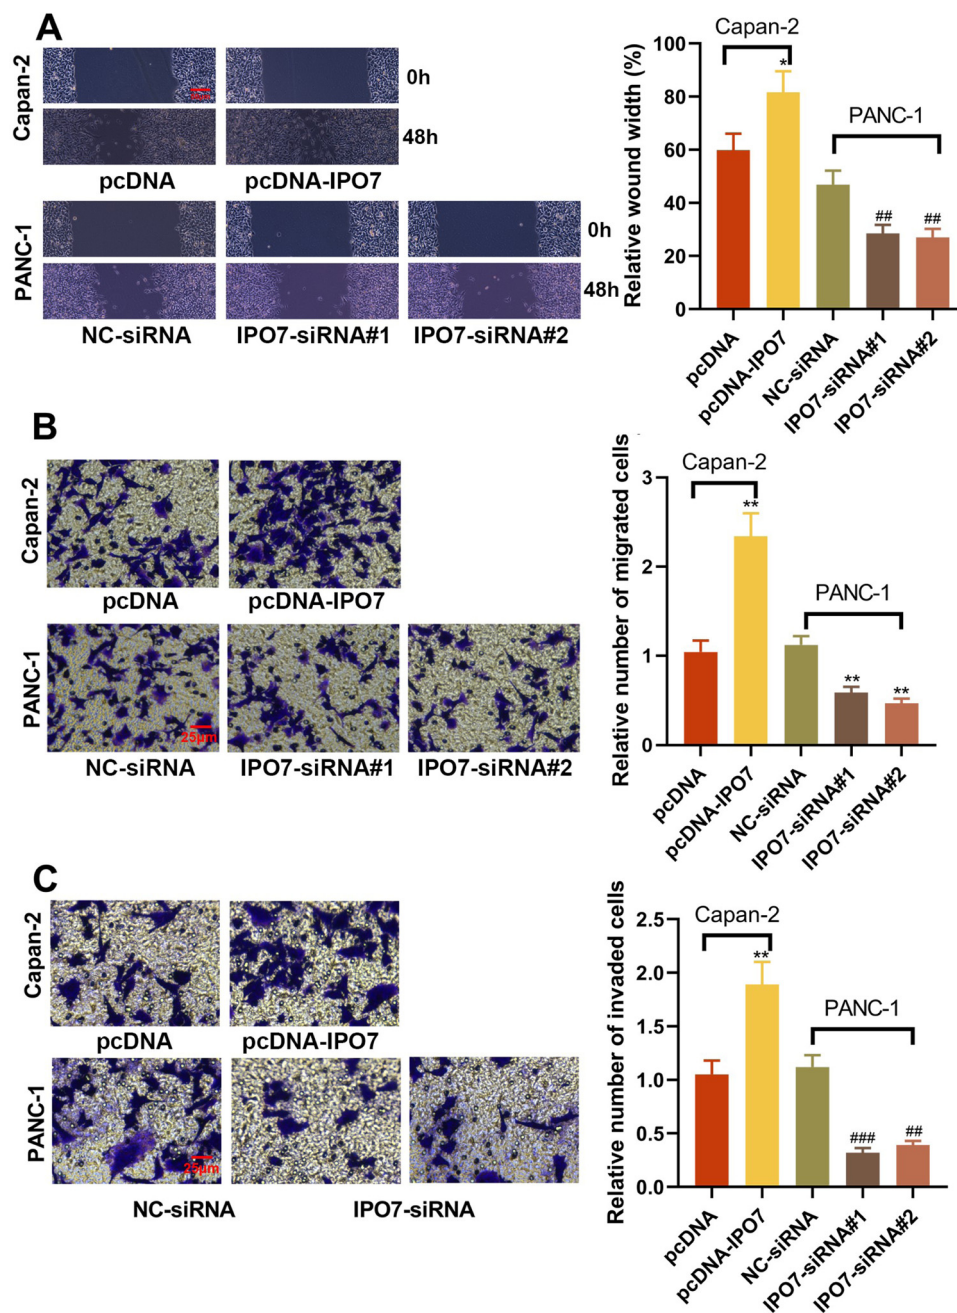 A
Capan-2
0h
48h
pcDNA
pcDNA-IPO7
PANC-1
0h
48h
NC-siRNA
IPO7-siRNA#1
IPO7-siRNA#2
Relative wound width (%)
100
80
60
40
20
0
Capan-2
*
PANC-1
##
##
pcDNA
pcDNA-IPO7
NC-siRNA
IPO7-siRNA#1
IPO7-siRNA#2
B
Capan-2
pcDNA
pcDNA-IPO7
PANC-1
25μm
NC-siRNA
IPO7-siRNA#1
IPO7-siRNA#2
Relative number of migrated cells
3
2
1
0
Capan-2
**
PANC-1
**
**
pcDNA
pcDNA-IPO7
NC-siRNA
IPO7-siRNA#1
IPO7-siRNA#2
C
Capan-2
pcDNA
pcDNA-IPO7
PANC-1
25μm
NC-siRNA
IPO7-siRNA
Relative number of invaded cells
2.5
2.0
1.5
1.0
0.5
0.0
Capan-2
**
PANC-1
###
##
pcDNA
pcDNA-IPO7
NC-siRNA
IPO7-siRNA#1
IPO7-siRNA#2